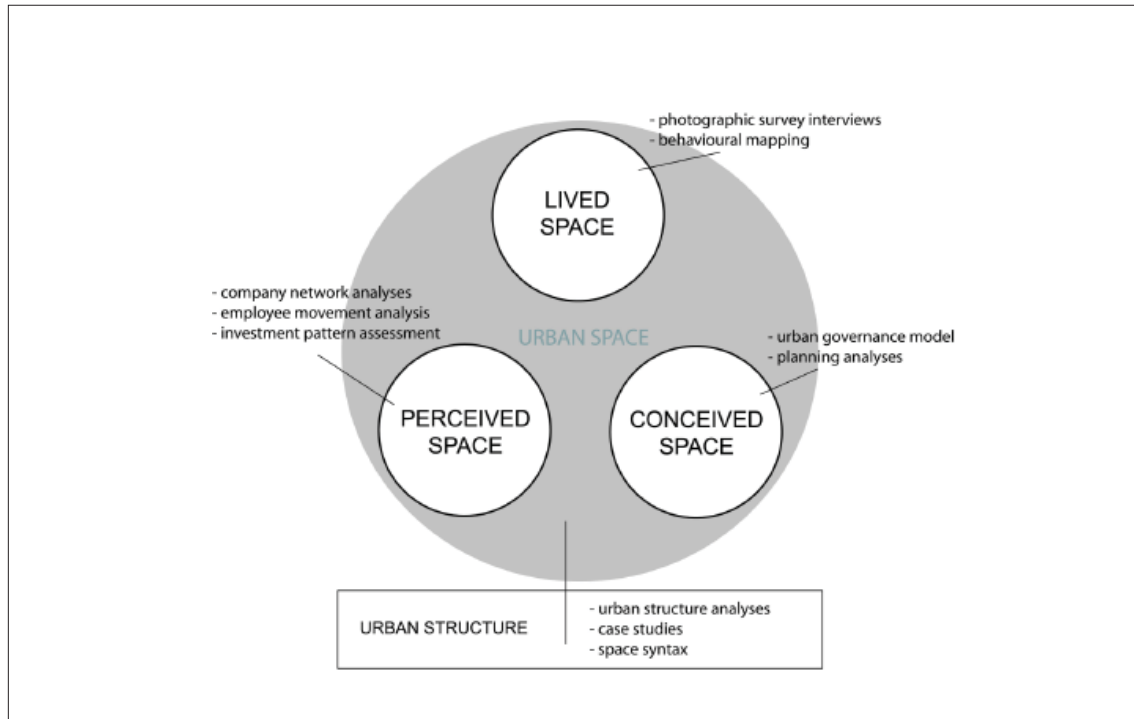 - photographic survey interviews
- behavioural mapping
LIVED
SPACE
- company network analyses
- employee movement analysis
- investment pattern assessment
URBAN SPACE
- urban governance model
- planning analyses
PERCEIVED
SPACE
CONCEIVED
SPACE
URBAN STRUCTURE
- urban structure analyses
- case studies
- space syntax